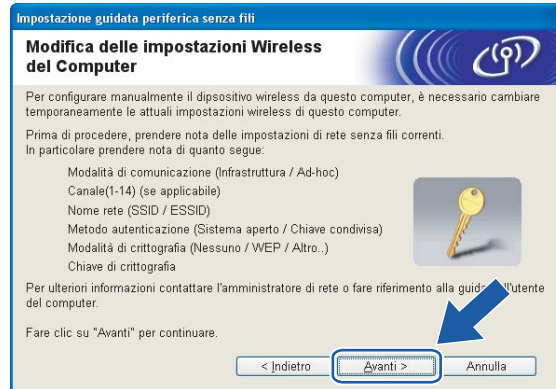 Impostazione guidata periferica senza fili
Modifica delle impostazioni Wireless
del Computer
Per configurare manualmente il dipsositivo wireless da questo computer, è necessario cambiare
temporaneamente le attuali impostazioni wireless di questo computer.
Prima di procedere, prendere nota delle impostazioni di rete senza fili correnti.
In particolare prendere nota di quanto segue:
Modalità di comunicazione (Infrastruttura / Ad-hoc)
Canale(1-14) (se applicabile)
Nome rete (SSID / ESSID)
Metodo autenticazione (Sistema aperto / Chiave condivisa)
Modalità di crittografia (Nessuno / WEP / Altro..)
Chiave di crittografia
Per ulteriori informazioni contattare l'amministratore di rete o fare riferimento alla
del computer.
Fare clic su "Avanti" per continuare.
< Indietro Avanti > Annulla